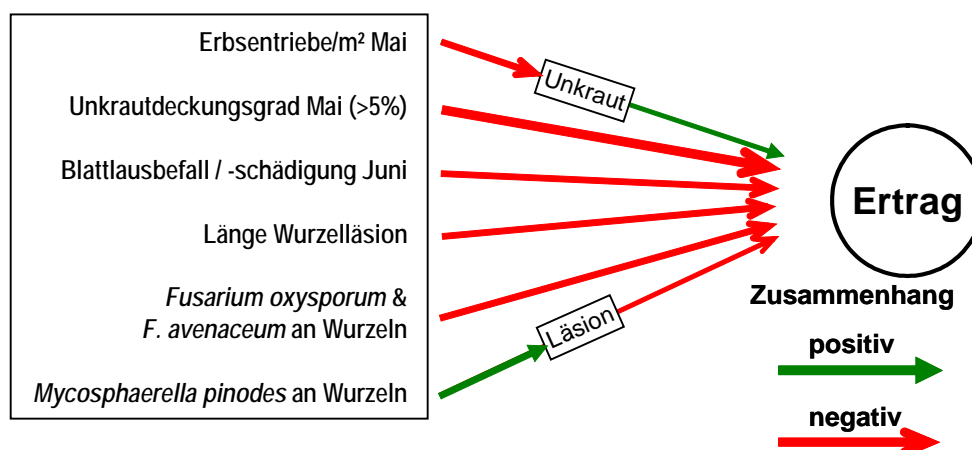 Erbsentriebe/m² Mai
Unkrautdeckungsgrad Mai (>5%)
Blattlausbefall / -schädigung Juni
Länge Wurzelläsion
Fusarium oxysporum &
F. avenaceum an Wurzeln
Mycosphaerella pinodes an Wurzeln
Unkraut
Läsion
Ertrag
Zusammenhang
positiv
negativ